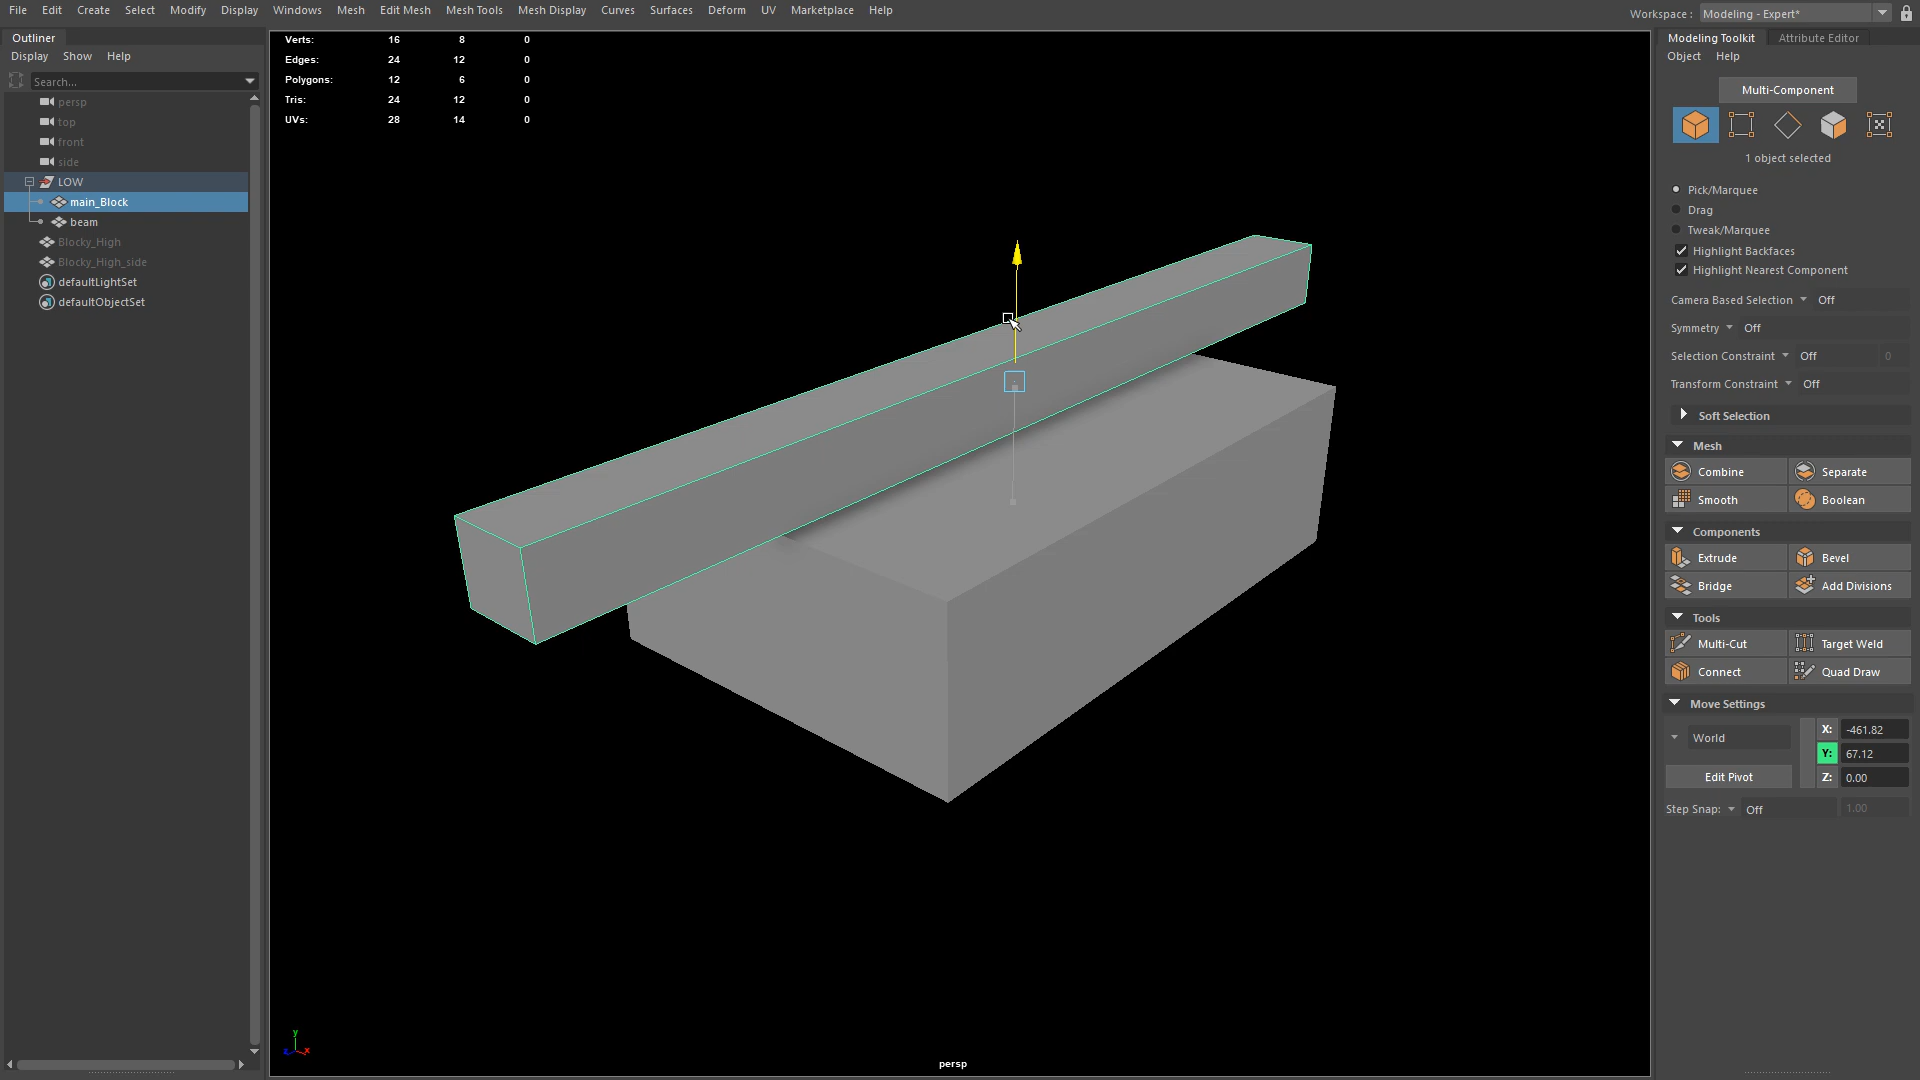 File Edit Create Select Modify Display Windows Mesh Edit Mesh Mesh Tools Mesh Display Curves Surfaces Deform UV Marketplace Help
Workspace : Modeling - Expert*
Outliner
Display Show Help
Search...
persp
top
front
side
LOW
main_Block
beam
Blocky_High
Blocky_High_side
defaultLightSet
defaultObjectSet
Verts: 16 8 0
Edges: 24 12 0
Polygons: 12 6 0
Tris: 24 12 0
UVs: 28 14 0
y
z x
persp
Modeling Toolkit Attribute Editor
Object Help
Multi-Component
1 object selected
Pick/Marquee
Drag
Tweak/Marquee
Highlight Backfaces
Highlight Nearest Component
Camera Based Selection Off
Symmetry Off
Selection Constraint Off 0
Transform Constraint Off
Soft Selection
Mesh
Combine Separate
Smooth Boolean
Components
Extrude Bevel
Bridge Add Divisions
Tools
Multi-Cut Target Weld
Connect Quad Draw
Move Settings
World
X: -461.82
Y: 67.12
Z: 0.00
Edit Pivot
Step Snap: Off 1.00